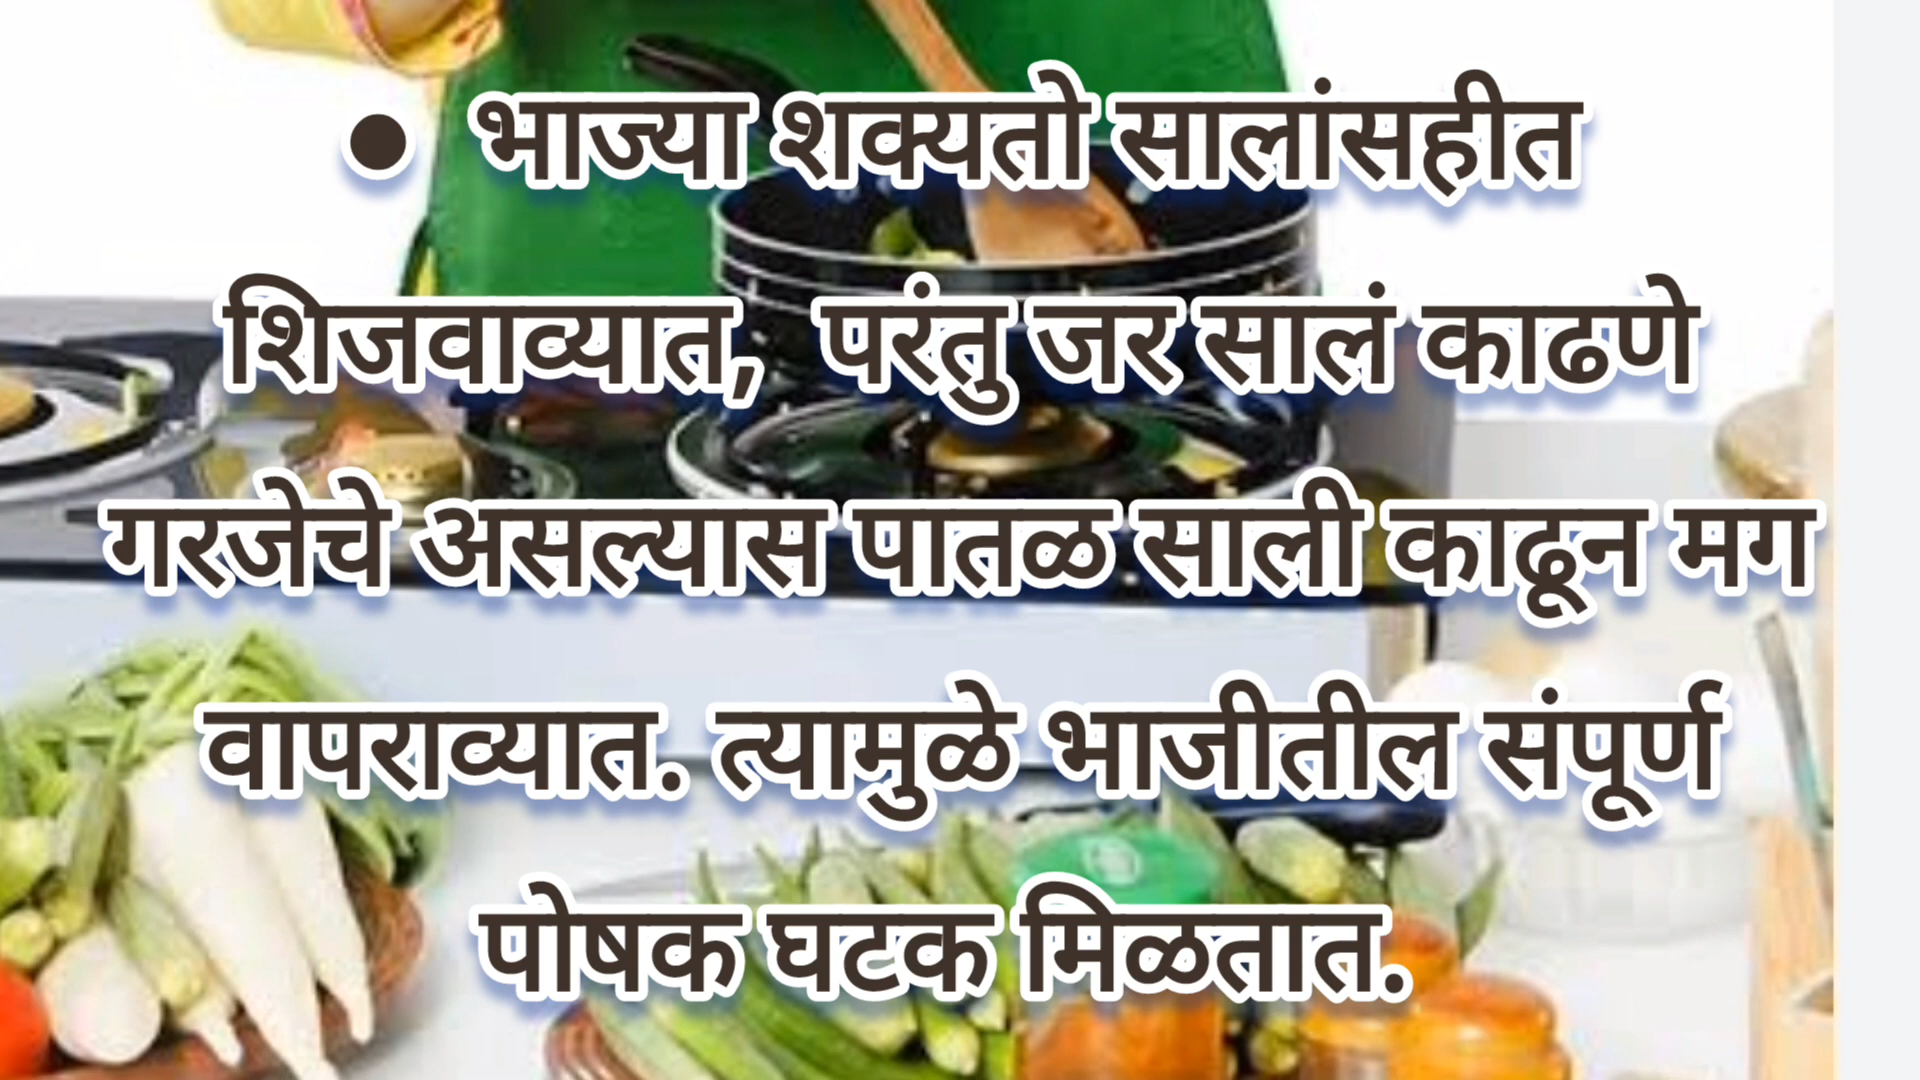 • भाज्या शक्यतो सालांसहीत
शिजवाव्यात, परंतु जर सालं काढणे
गरजेचे असल्यास पातळ साली काढून मग
वापराव्यात. त्यामुळे भाजीतील संपूर्ण
पोषक घटक मिळतात.